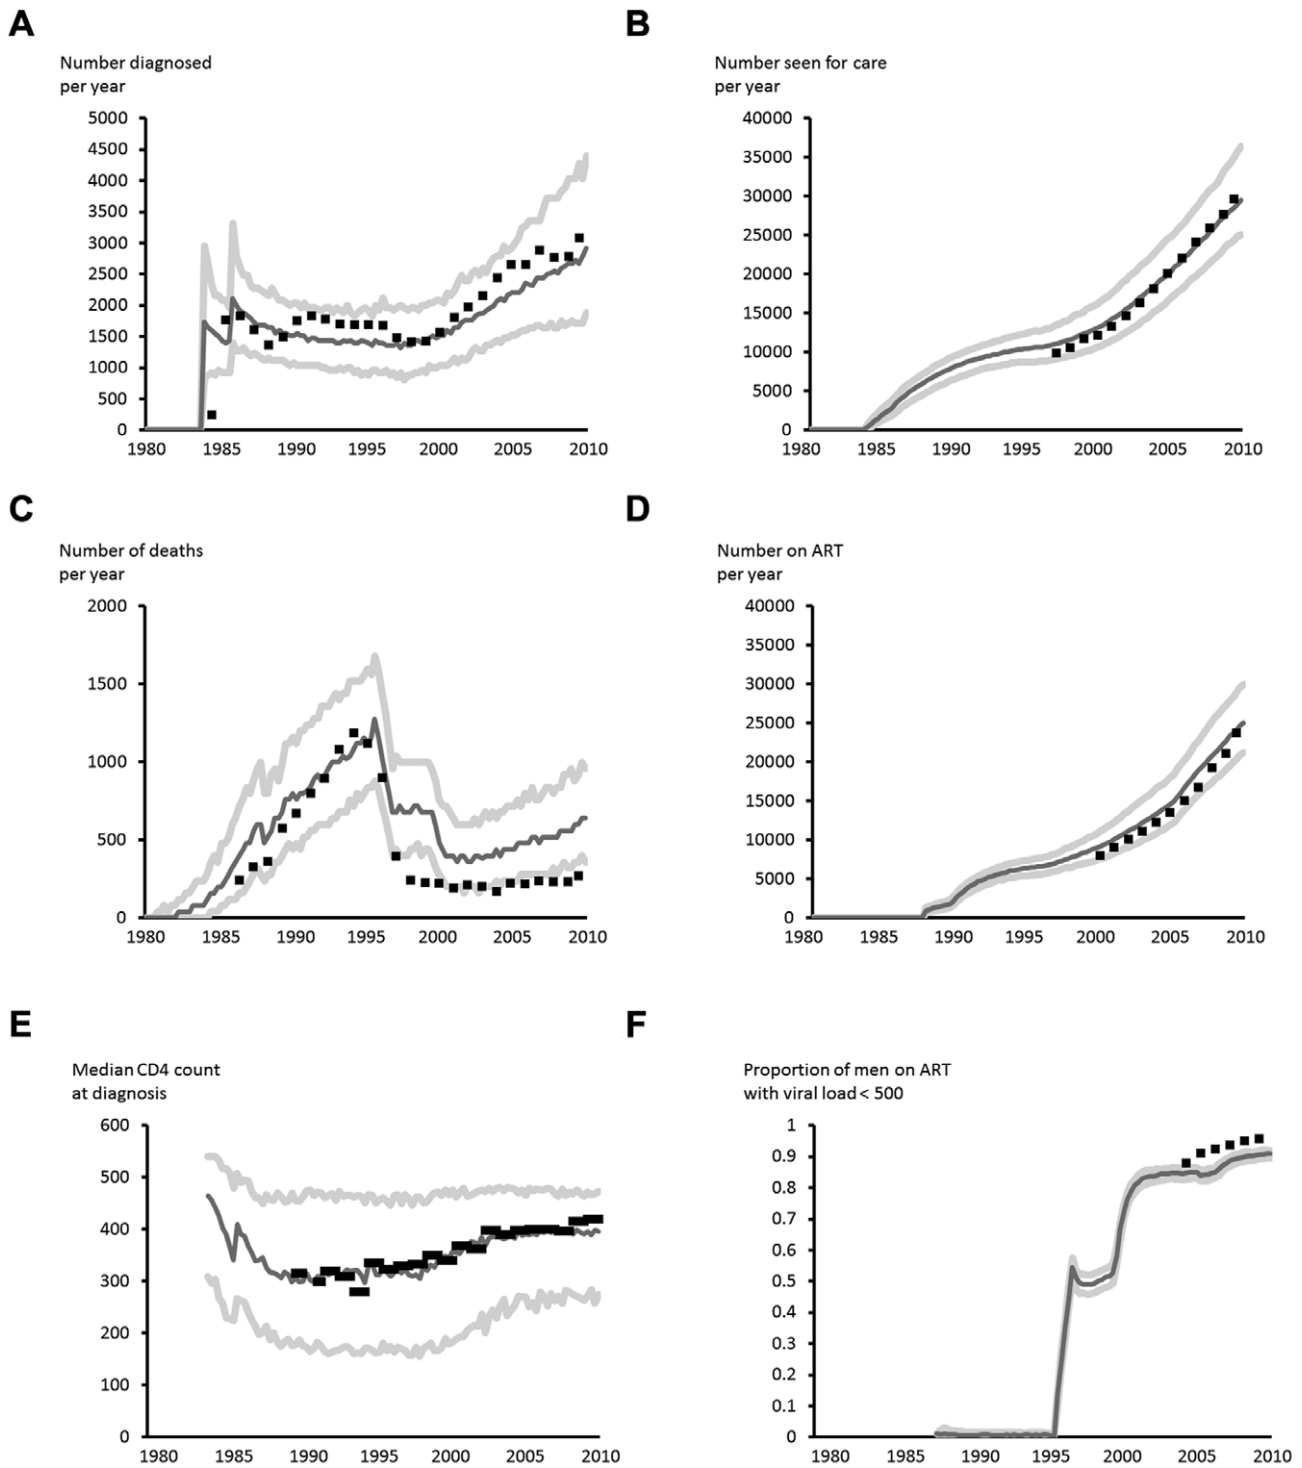 A
Number diagnosed
per year
5000
4500
4000
3500
3000
2500
2000
1500
1000
500
0
1980 1985 1990 1995 2000 2005 2010
B
Number seen for care
per year
40000
35000
30000
25000
20000
15000
10000
5000
0
1980 1985 1990 1995 2000 2005 2010
C
Number of deaths
per year
2000
1500
1000
500
0
1980 1985 1990 1995 2000 2005 2010
D
Number on ART
per year
40000
35000
30000
25000
20000
15000
10000
5000
0
1980 1985 1990 1995 2000 2005 2010
E
Median CD4 count
at diagnosis
600
500
400
300
200
100
0
1980 1985 1990 1995 2000 2005 2010
F
Proportion of men on ART
with viral load < 500
1
0.9
0.8
0.7
0.6
0.5
0.4
0.3
0.2
0.1
0
1980 1985 1990 1995 2000 2005 2010